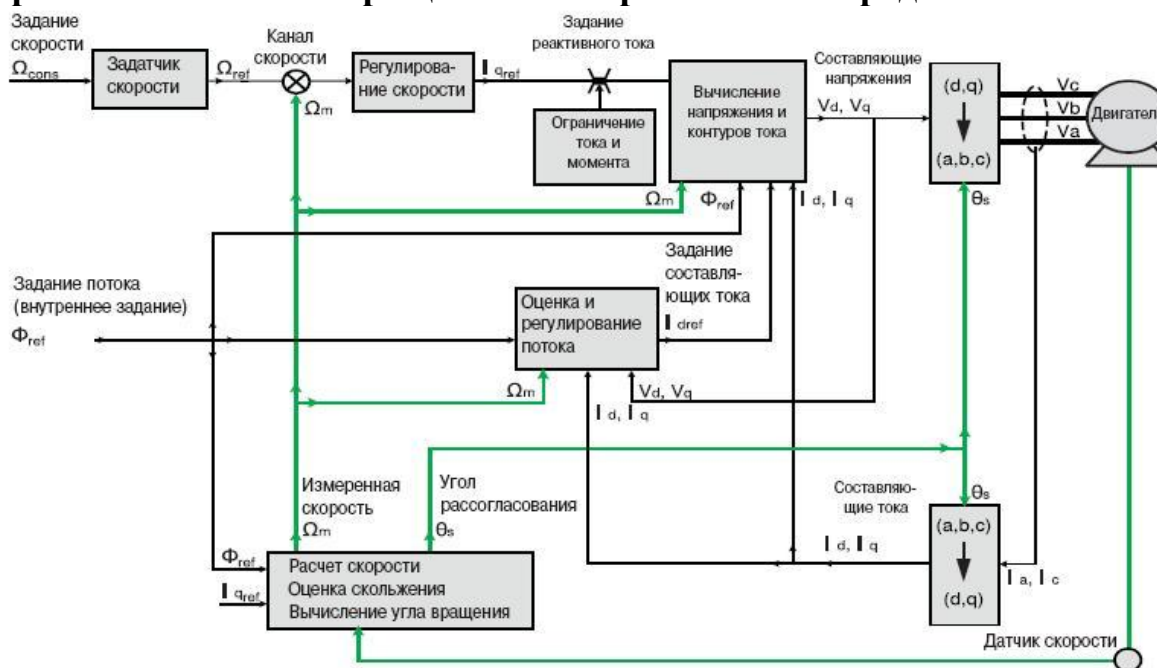 Задание
скорости
Ωcons
Задатчик
скорости
Ωref
Канал
скорости
Ωm
Регулирова-
ние скорости
I qref
Задание
реактивного тока
Ограничение
тока и
момента
Вычисление
напряжения и
контуров тока
Составляющие
напряжения
Vd, Vq
(d,q)
(a,b,c)
Vc
Vb
Va
Двигател
Ωm
Φref
I d, I q
θs
Задание потока
(внутреннее задание)
Φref
Оценка и
регулирование
потока
Задание
составля-
ющих тока
I dref
Ωm
Vd, Vq
I d, I q
Измеренная
скорость
Ωm
Угол
рассогласования
θs
Составляю-
щие тока
θs
(a,b,c)
(d,q)
I d, I q
I a, I c
Φref
I qref
Расчет скорости
Оценка скольжения
Вычисление угла вращения
Датчик скорости